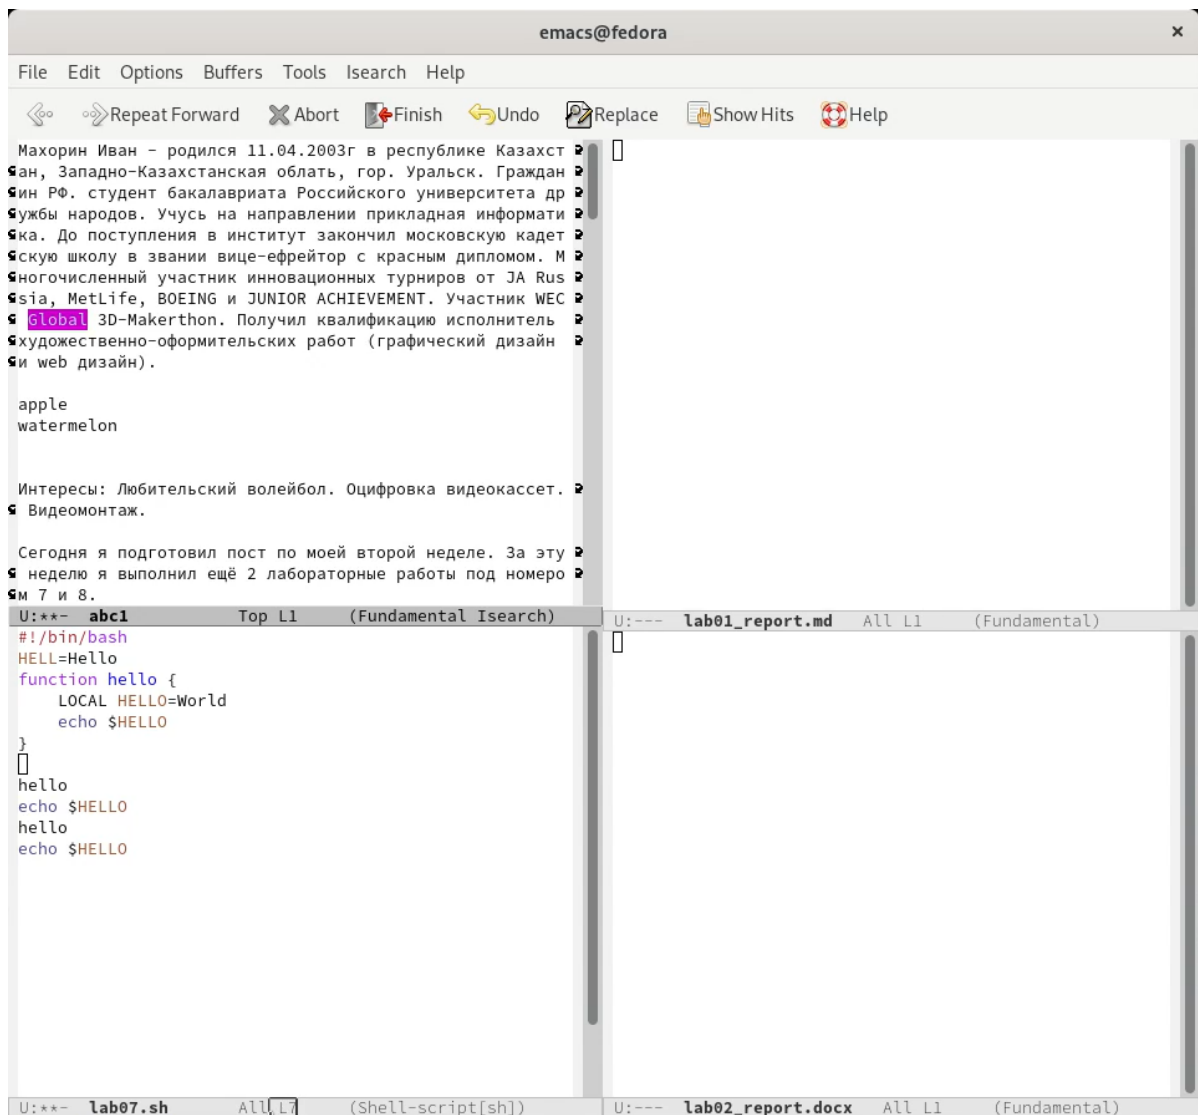 emacs@fedora
File Edit Options Buffers Tools Isearch Help
Repeat Forward Abort Finish Undo Replace Show Hits Help
Махорин Иван - родился 11.04.2003г в республике Казахст
ан, Западно-Казахстанская облать, гор. Уральск. Граждан
ин РФ. студент бакалавриата Российского университета др
ужбы народов. Учусь на направлении прикладная информати
ка. До поступления в институт закончил московскую кадет
скую школу в звании вице-ефрейтор с красным дипломом. М
ногочисленный участник инновационных турниров от JA Rus
sia, MetLife, BOEING и JUNIOR ACHIEVEMENT. Участник WEC
Global 3D-Makerthon. Получил квалификацию исполнитель
художественно-оформительских работ (графический дизайн
и web дизайн).
apple
watermelon
Интересы: Любительский волейбол. Оцифровка видеокассет.
Видеомонтаж.
Сегодня я подготовил пост по моей второй неделе. За эту
неделю я выполнил ещё 2 лабораторные работы под номеро
м 7 и 8.
U:**- abc1 Top L1 (Fundamental Isearch)
#!/bin/bash
HELL=Hello
function hello {
LOCAL HELLO=World
echo $HELLO
}
hello
echo $HELLO
hello
echo $HELLO
U:**- lab07.sh All L7 (Shell-script[sh])
U:--- lab01_report.md All L1 (Fundamental)
U:--- lab02_report.docx All L1 (Fundamental)